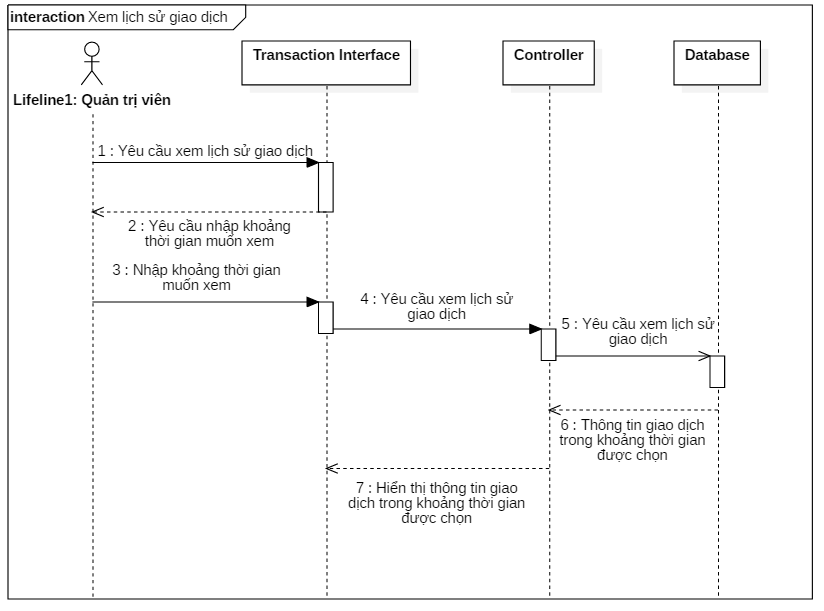 interaction Xem lịch sử giao dịch
Transaction Interface
Controller
Database
Lifeline1: Quản trị viên
1 : Yêu cầu xem lịch sử giao dịch
2 : Yêu cầu nhập khoảng
thời gian muốn xem
3 : Nhập khoảng thời gian
muốn xem
4 : Yêu cầu xem lịch sử
giao dịch
5 : Yêu cầu xem lịch sử
giao dịch
6 : Thông tin giao dịch
trong khoảng thời gian
được chọn
7 : Hiển thị thông tin giao
dịch trong khoảng thời gian
được chọn